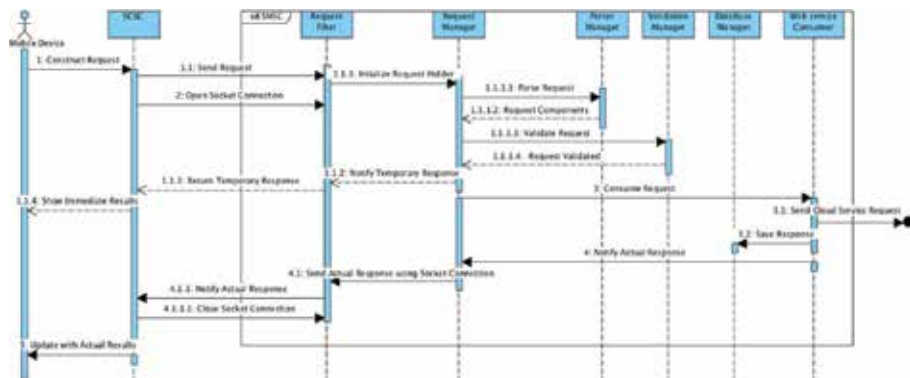 SCSC
Request
Filter
sd SMSC
Request
Manager
Parser
Manager
Validation
Manager
Database
Manager
Web service
Consumer
Mobile Device
1: Construct Request
1.1: Send Request
1.1.1: Initialize Request Holder
2: Open Socket Connection
1.1.1.1: Parse Request
1.1.1.2: Request Components
1.1.1.3: Validate Request
1.1.1.4: Request Validated
1.1.2: Notify Temporary Response
1.1.3: Return Temporary Response
3: Consume Request
1.1.4: Show Immediate Results
3.1: Send Cloud Service Request
3.2: Save Response
4: Notify Actual Response
4.1: Send Actual Response using Socket Connection
4.1.1: Notify Actual Response
4.1.1.1: Close Socket Connection
: Update with Actual Results